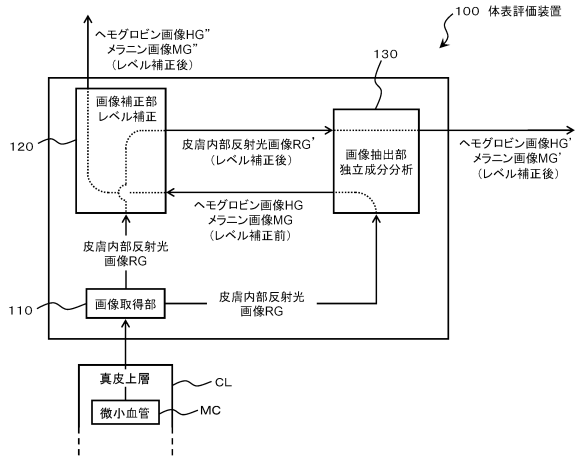 100 体表評価装置
ヘモグロビン画像HG”
メラニン画像MG”
(レベル補正後)
130
画像補正部
レベル補正
120
皮膚内部反射光画像RG’
(レベル補正後)
画像抽出部
独立成分分析
ヘモグロビン画像HG’
メラニン画像MG’
(レベル補正後)
ヘモグロビン画像HG
メラニン画像MG
(レベル補正前)
皮膚内部反射光
画像RG
110
画像取得部
皮膚内部反射光
画像RG
真皮上層
CL
微小血管
MC